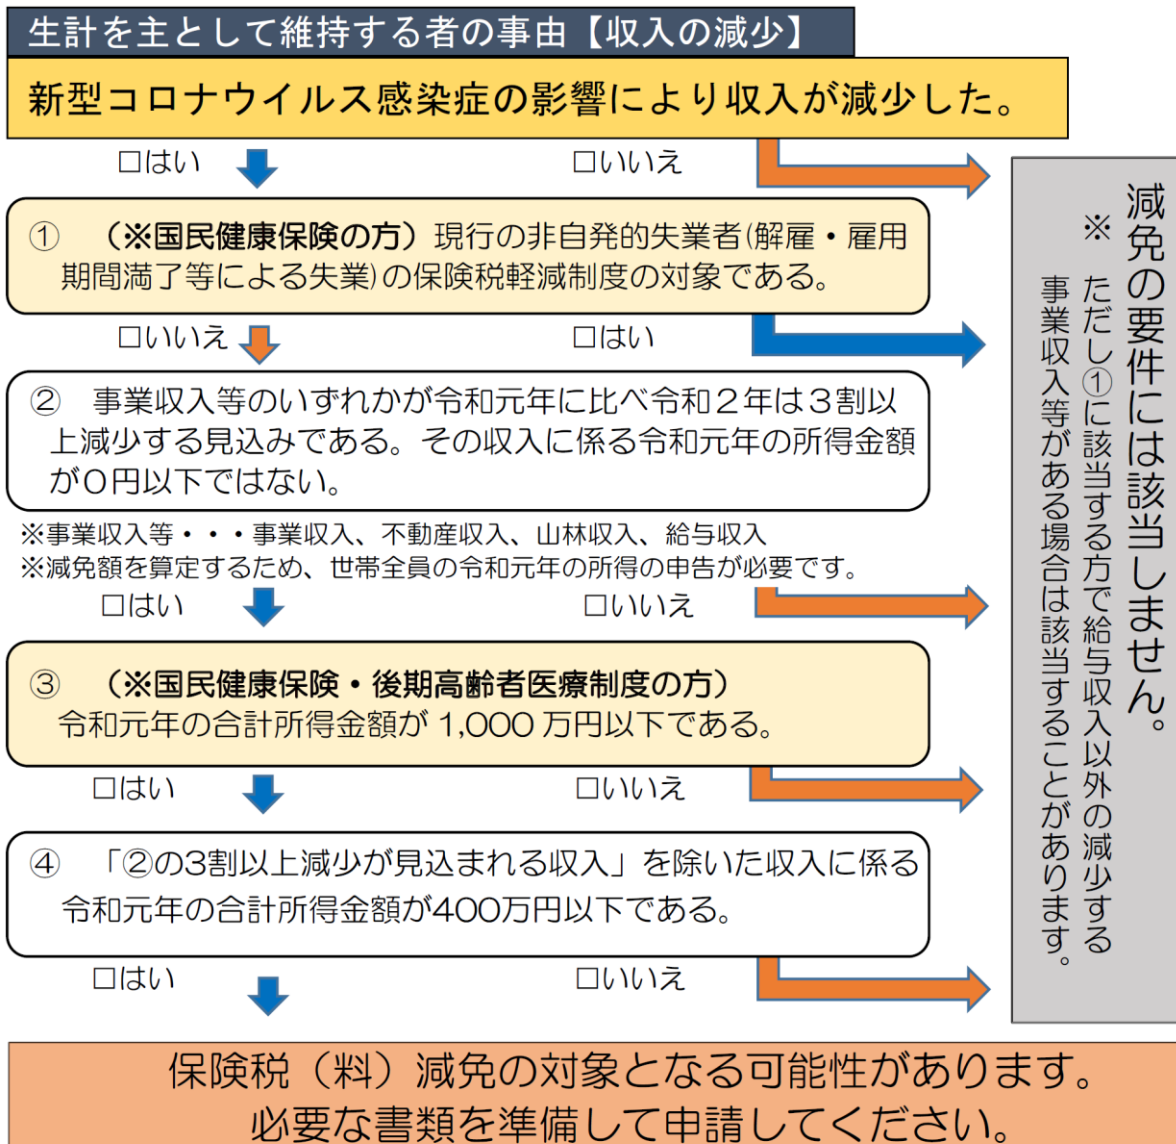 生計を主として維持する者の事由【収入の減少】
新型コロナウイルス感染症の影響により収入が減少した。
□はい □いいえ
① （※国民健康保険の方）現行の非自発的失業者(解雇・雇用
期間満了等による失業)の保険税軽減制度の対象である。
□いいえ □はい
② 事業収入等のいずれかが令和元年に比べ令和２年は３割以
上減少する見込みである。その収入に係る令和元年の所得金額
が０円以下ではない。
※事業収入等・・・事業収入、不動産収入、山林収入、給与収入
※減免額を算定するため、世帯全員の令和元年の所得の申告が必要です。
□はい □いいえ
③ （※国民健康保険・後期高齢者医療制度の方）
令和元年の合計所得金額が 1,000 万円以下である。
□はい □いいえ
④ 「②の3割以上減少が見込まれる収入」を除いた収入に係る
令和元年の合計所得金額が400万円以下である。
□はい □いいえ
減免の要件には該当しません。
※ ただし①に該当する方で給与収入以外の減少する
事業収入等がある場合は該当することがあります。
保険税（料）減免の対象となる可能性があります。
必要な書類を準備して申請してください。